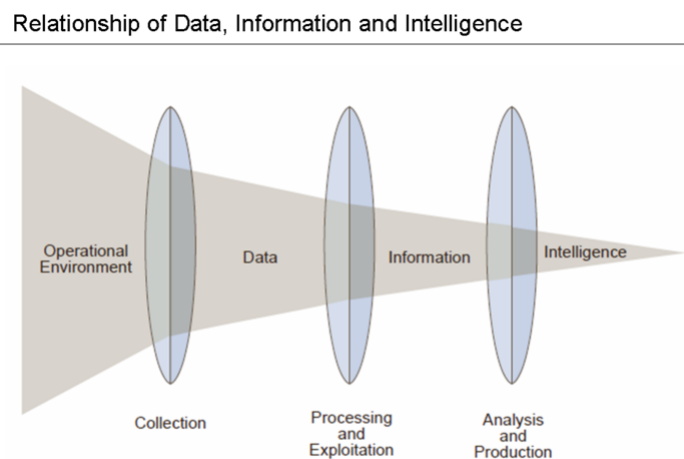 Relationship of Data, Information and Intelligence
Operational
Environment
Data
Information
Intelligence
Collection
Processing
and
Exploitation
Analysis
and
Production